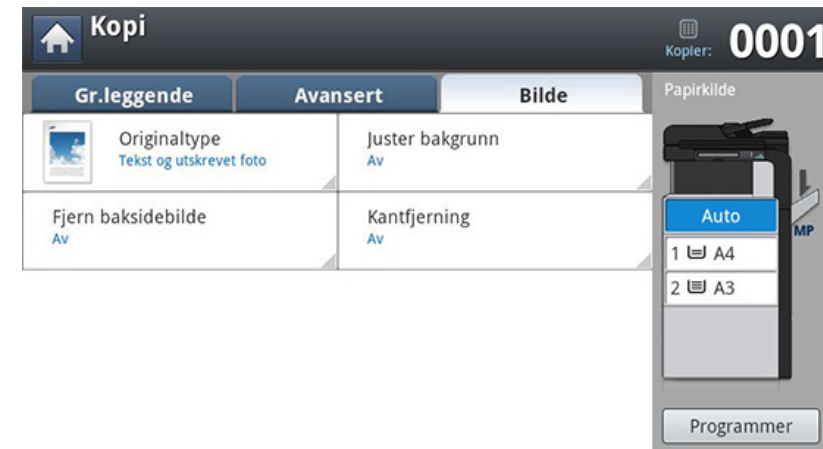 Kopi
Kopier: 0001
Gr.leggende
Avansert
Bilde
Papirkilde
Originaltype
Tekst og utskrevet foto
Juster bakgrunn
Av
Fjern baksidebilde
Av
Kantfjerning
Av
Auto
MP
1 A4
2 A3
Programmer